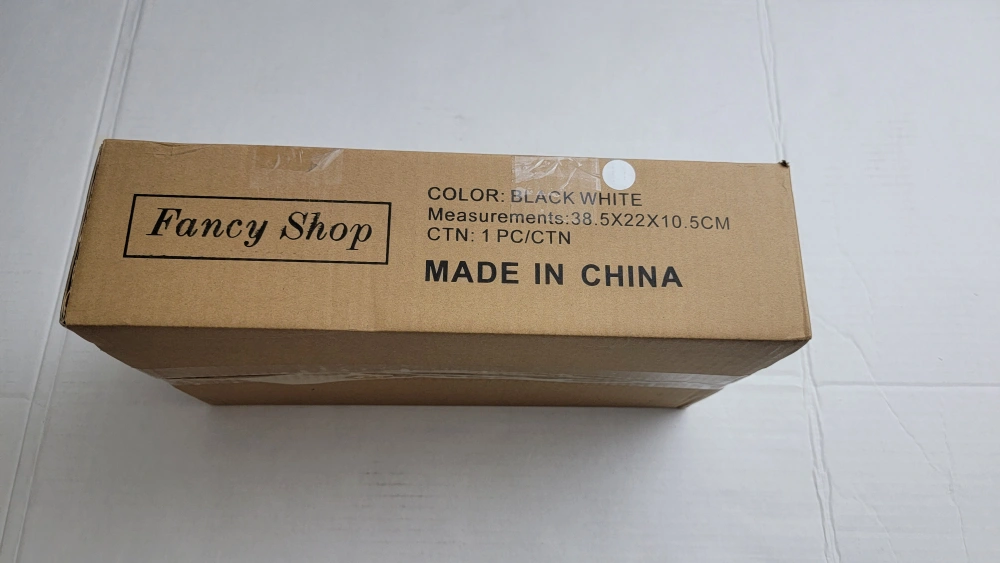 Fancy Shop
COLOR: BLACK WHITE
Measurements:38.5X22X10.5CM
CTN: 1 PC/CTN
MADE IN CHINA